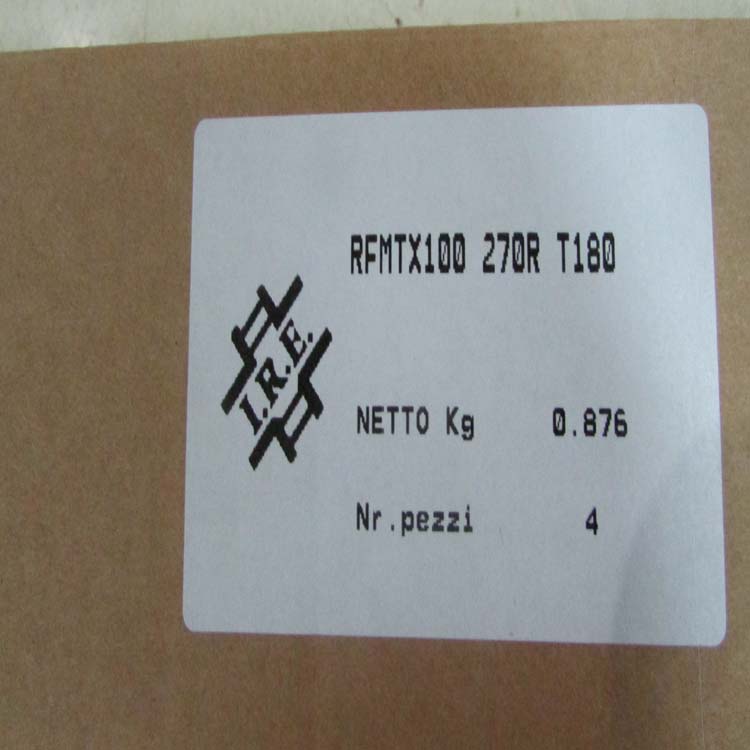 RFMTX100 270R T180
I.R.E.
NETTO Kg 0.876
Nr.pezzi 4